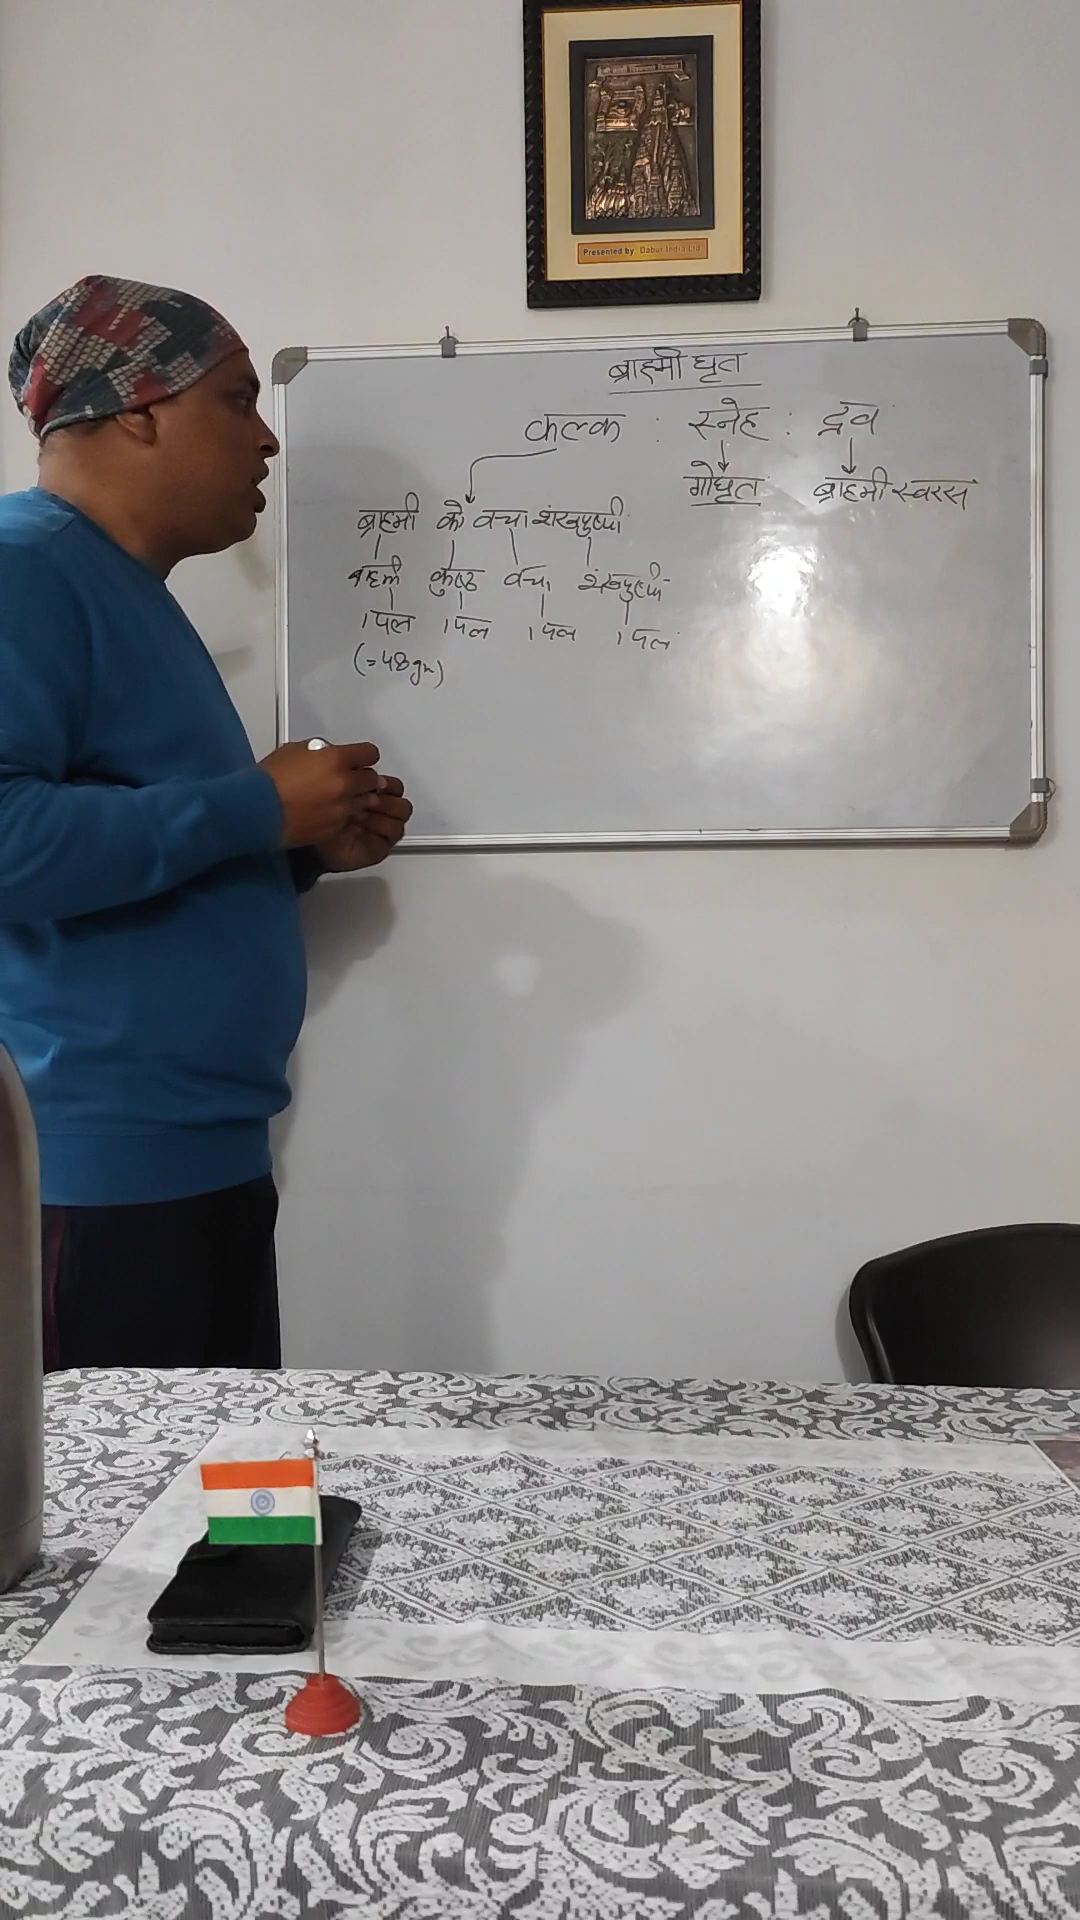 Presented by: Dabur India Ltd.
ब्राह्मी घृत
कल्क : स्नेह : द्रव
गोघृत ब्राह्मी स्वरस
ब्राह्मी को वचा शंखपुष्पी
ब्राह्मी कुष्ठ वचा शंखपुष्पी
1 पल 1 पल 1 पल 1 पल
(=48gm)